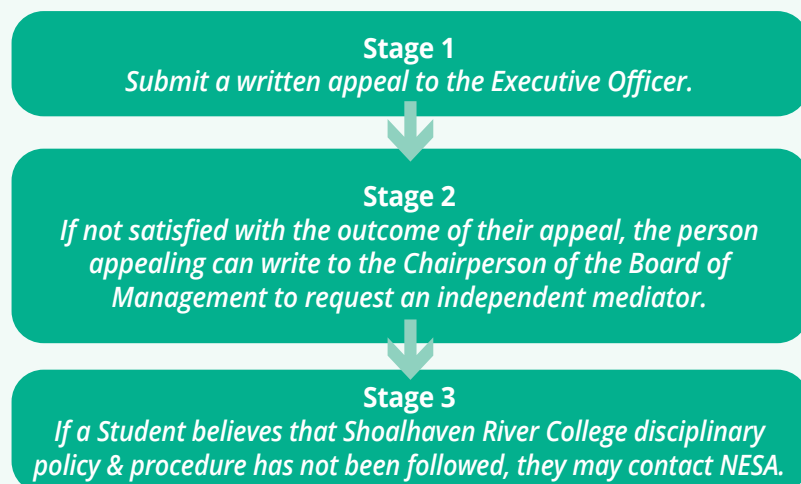 Stage 1
Submit a written appeal to the Executive Officer.
Stage 2
If not satisfied with the outcome of their appeal, the person
appealing can write to the Chairperson of the Board of
Management to request an independent mediator.
Stage 3
If a Student believes that Shoalhaven River College disciplinary
policy & procedure has not been followed, they may contact NESA.